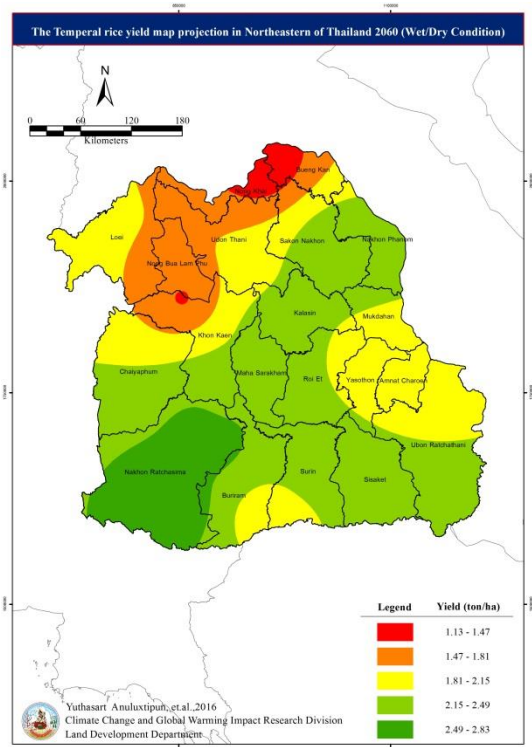 The Temperal rice yield map projection in Northeastern of Thailand 2060 (Wet/Dry Condition)
N
0 20 40 60 120 180
Kilometers
Bueng Kan
Nong Khai
Loei
Udon Thani
Sakon Nakhon
Nakhon Phanom
Nong Bua Lam Phu
Kalasin
Mukdahan
Khon Kaen
Chaiyaphum
Maha Sarakham
Roi Et
Yasothon
Amnat Charoen
Ubon Ratchathani
Nakhon Ratchasima
Buriram
Surin
Sisaket
Legend Yield (ton/ha)
1.13 - 1.47
1.47 - 1.81
1.81 - 2.15
2.15 - 2.49
2.49 - 2.83
Yuthasart Anuluxtipun, et.al.,2016
Climate Change and Global Warming Impact Research Division
Land Development Department